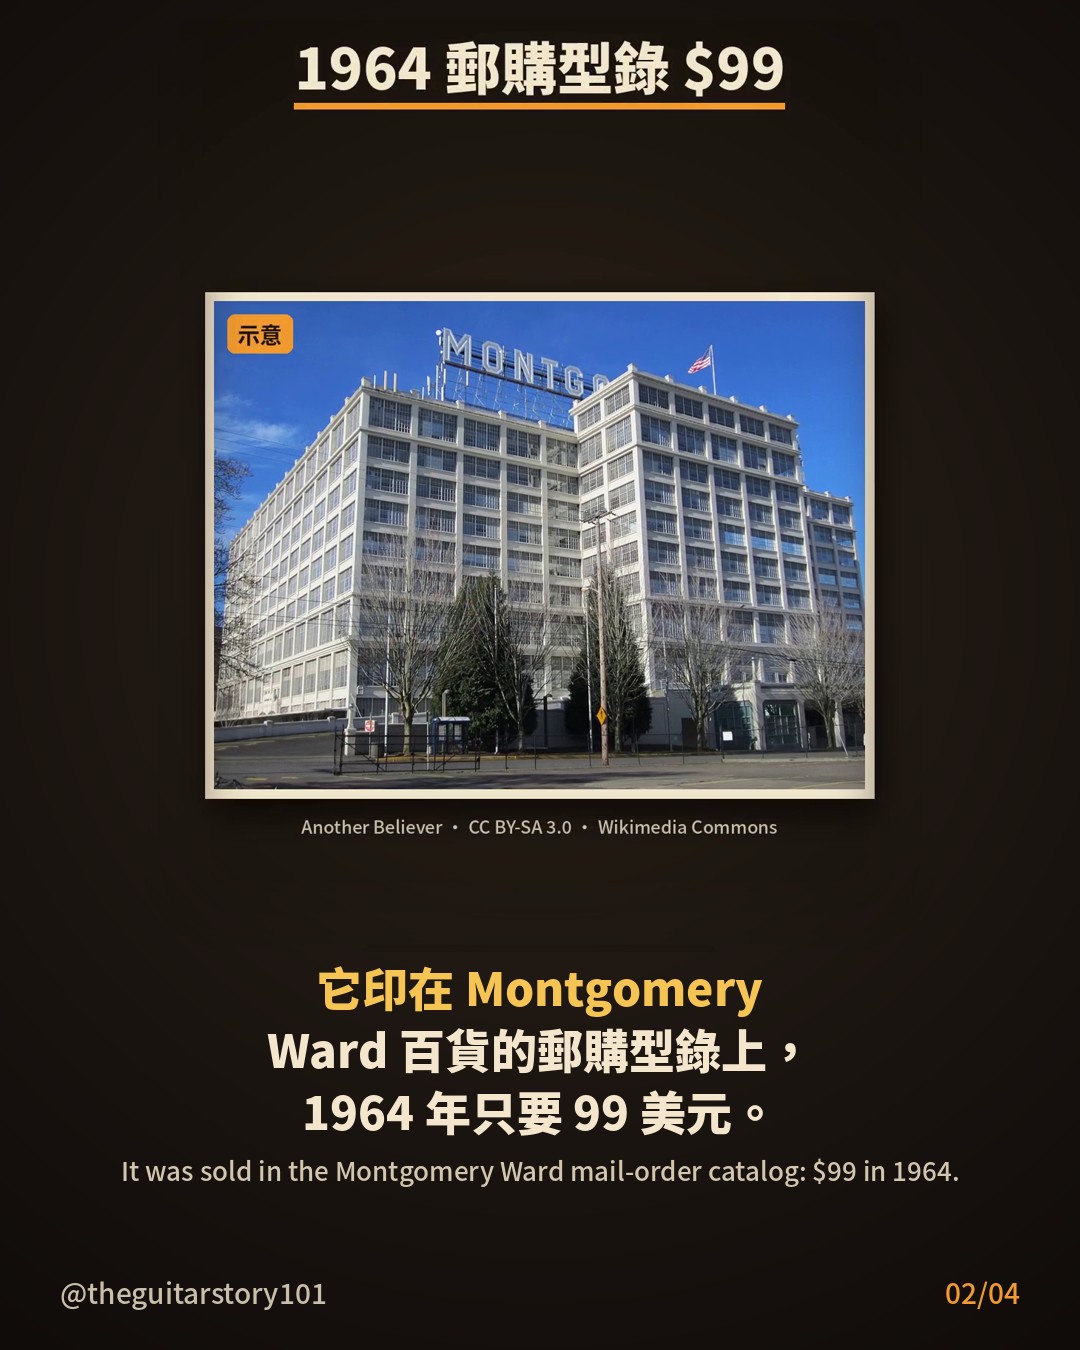 1964 郵購型錄 $99
示意
MONTGO
Another Believer • CC BY-SA 3.0 • Wikimedia Commons
它印在 Montgomery
Ward 百貨的郵購型錄上，
1964 年只要 99 美元。
It was sold in the Montgomery Ward mail-order catalog: $99 in 1964.
@theguitarstory101
02/04